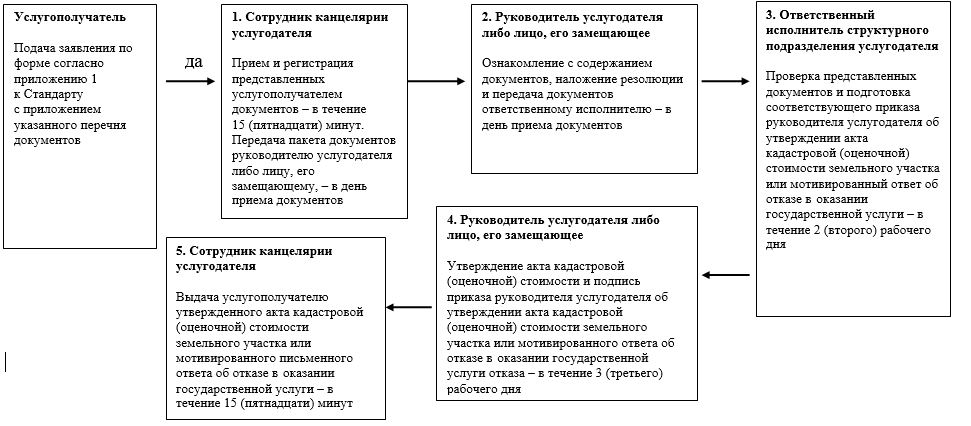 Услугополучатель
Подача заявления по
форме согласно
приложению 1
к Стандарту
с приложением
указанного перечня
документов
да
1. Сотрудник канцелярии
услугодателя
Прием и регистрация
представленных
услугополучателем
документов – в течение
15 (пятнадцати) минут.
Передача пакета документов
руководителю услугодателя
либо лицу, его
замещающему, – в день
приема документов
2. Руководитель услугодателя
либо лицо, его замещающее
Ознакомление с содержанием
документов, наложение резолюции
и передача документов
ответственному исполнителю – в
день приема документов
3. Ответственный
исполнитель структурного
подразделения услугодателя
Проверка представленных
документов и подготовка
соответствующего приказа
руководителя услугодателя об
утверждении акта
кадастровой (оценочной)
стоимости земельного участка
или мотивированный ответ об
отказе в оказании
государственной услуги – в
течение 2 (второго) рабочего
дня
4. Руководитель услугодателя либо
лицо, его замещающее
Утверждение акта кадастровой
(оценочной) стоимости и подпись
приказа руководителя услугодателя об
утверждении акта кадастровой
(оценочной) стоимости земельного
участка или мотивированного ответа об
отказе в оказании государственной
услуги отказа – в течение 3 (третьего)
рабочего дня
5. Сотрудник канцелярии
услугодателя
Выдача услугополучателю
утвержденного акта кадастровой
(оценочной) стоимости
земельного участка или
мотивированного письменного
ответа об отказе в оказании
государственной услуги – в
течение 15 (пятнадцати) минут